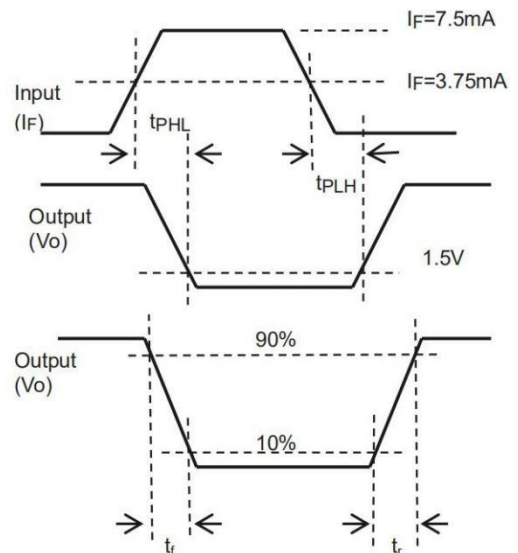 IF=7.5mA
IF=3.75mA
Input
(IF)
tPHL
tPLH
Output
(Vo)
1.5V
Output
(Vo)
90%
10%
tf
tr